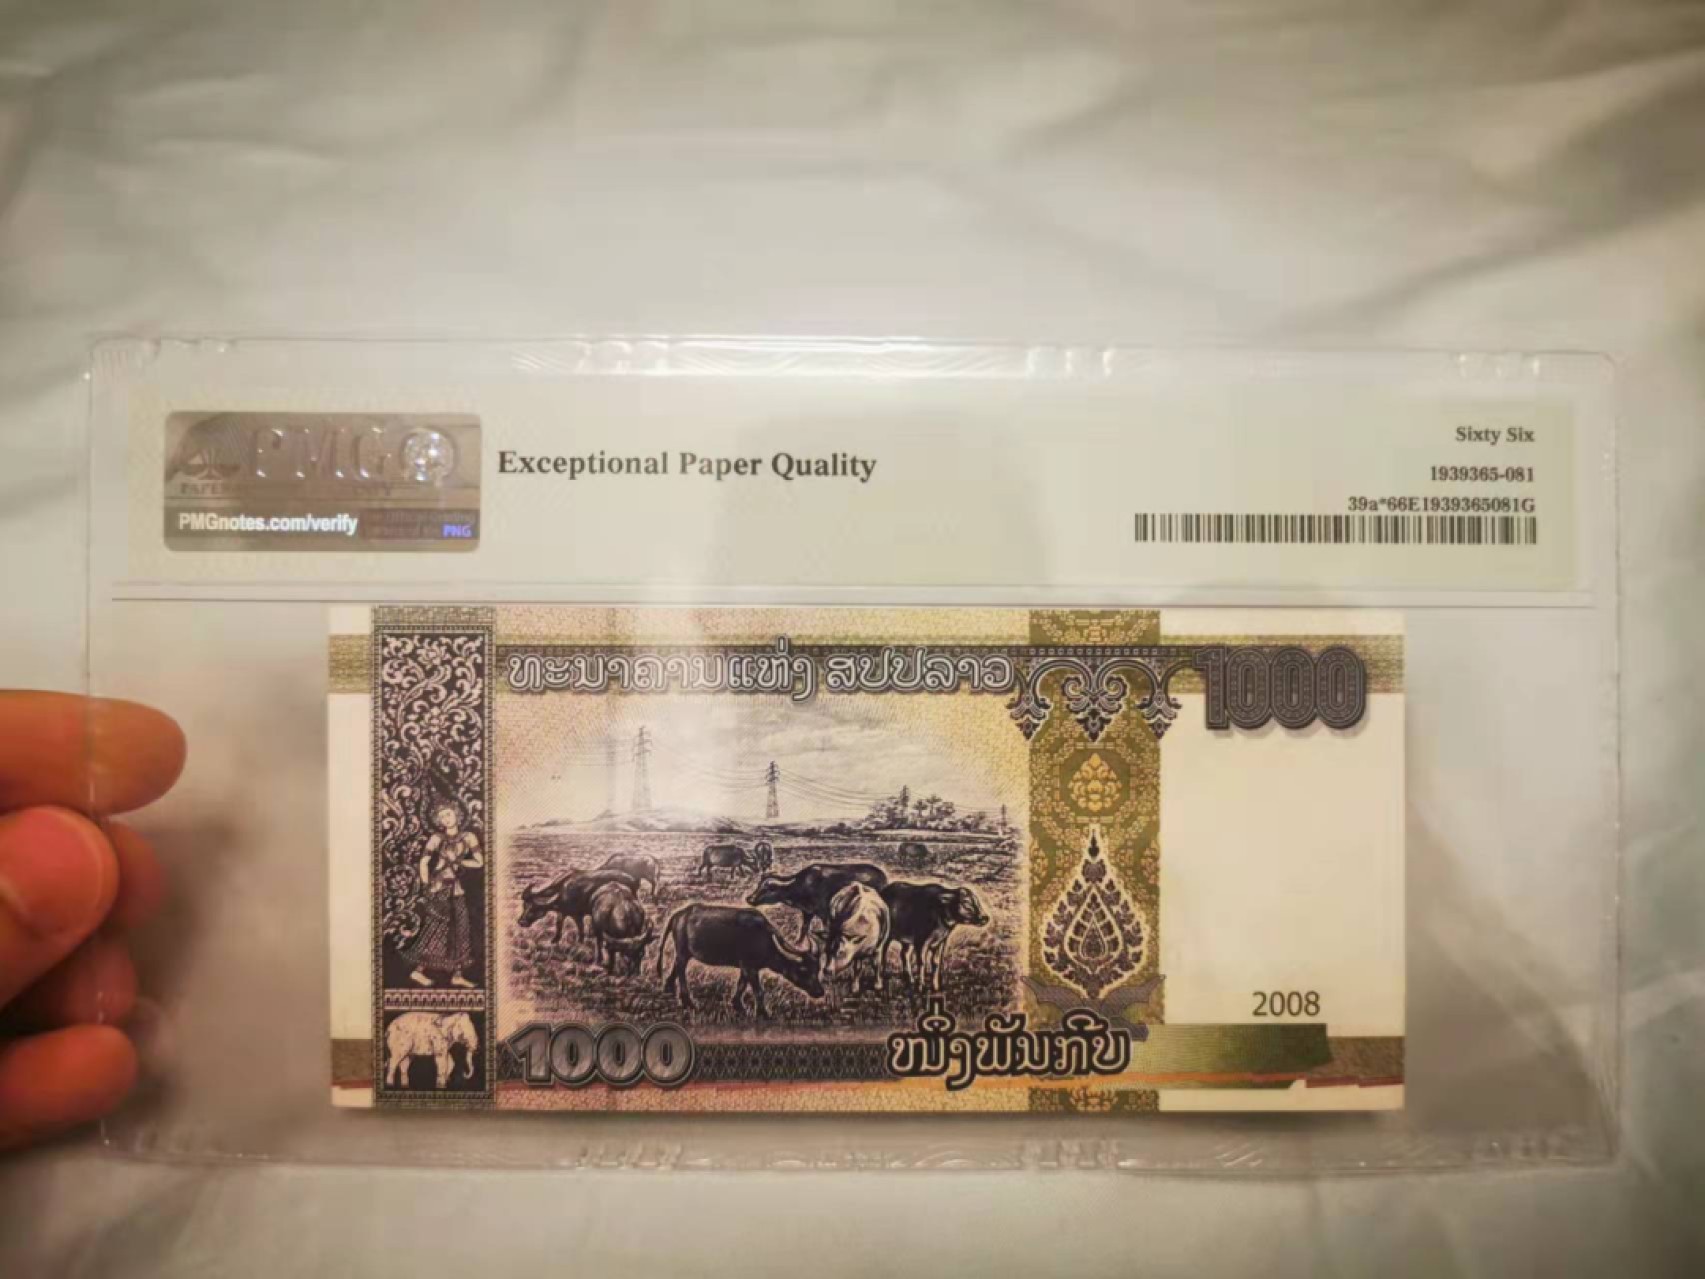 PMG
PMGnotes.com/verify
PNG
Exceptional Paper Quality
Sixty Six
1939365-081
39a*66E1939365081G
ທະນາຄານແຫ່ງ ສປປລາວ
1000
2008
1000
ໜຶ່ງພັນກີບ